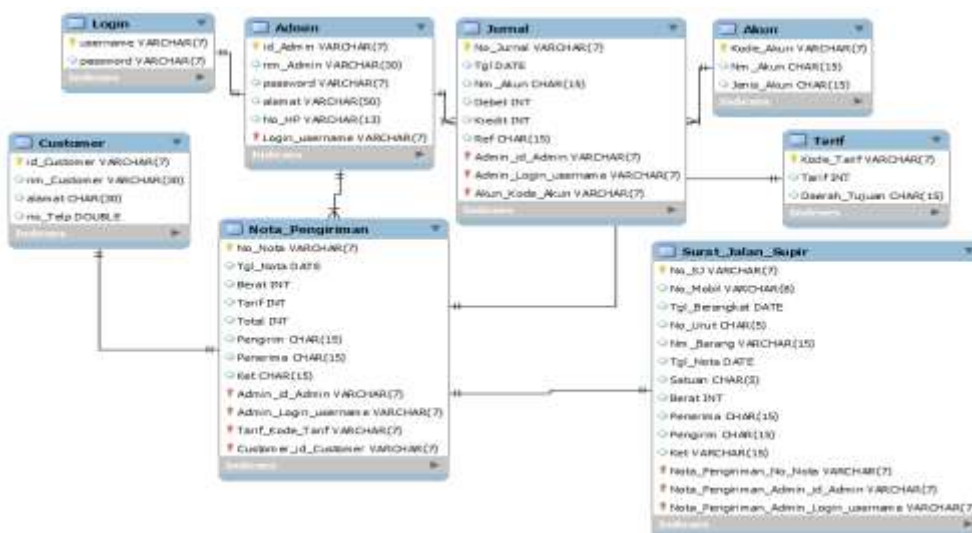 Login
username VARCHAR(7)
password VARCHAR(7)
Indexes
Admin
id_Admin VARCHAR(7)
nm_Admin VARCHAR(30)
password VARCHAR(7)
alamat VARCHAR(50)
No_HP VARCHAR(13)
Login_username VARCHAR(7)
Indexes
Jurnal
No_Jurnal VARCHAR(7)
Tgl DATE
Nm_Akun CHAR(15)
Debet INT
Kredit INT
Ref CHAR(15)
Admin_id_Admin VARCHAR(7)
Admin_Login_username VARCHAR(7)
Akun_Kode_Akun VARCHAR(7)
Akun
Kode_Akun VARCHAR(7)
Nm_Akun CHAR(15)
Jenis_Akun CHAR(15)
Indexes
Customer
id_Customer VARCHAR(7)
nm_Customer VARCHAR(30)
alamat CHAR(30)
no_Telp DOUBLE
Indexes
Tarif
Kode_Tarif VARCHAR(7)
Tarif INT
Daerah_Tujuan CHAR(15)
Indexes
Nota_Pengiriman
No_Nota VARCHAR(7)
Tgl_Nota DATE
Berat INT
Tarif INT
Total INT
Pengirim CHAR(15)
Penerima CHAR(15)
Ket CHAR(15)
Admin_id_Admin VARCHAR(7)
Admin_Login_username VARCHAR(7)
Tarif_Kode_Tarif VARCHAR(7)
Customer_id_Customer VARCHAR(7)
Indexes
Surat_Jalan_Supir
No_SJ VARCHAR(7)
No_Mobil VARCHAR(8)
Tgl_Berangkat DATE
No_Urut CHAR(5)
Nm_Barang VARCHAR(15)
Tgl_Nota DATE
Satuan CHAR(5)
Berat INT
Penerima CHAR(15)
Pengirim CHAR(15)
Ket VARCHAR(15)
Nota_Pengiriman_No_Nota VARCHAR(7)
Nota_Pengiriman_Admin_id_Admin VARCHAR(7)
Nota_Pengiriman_Admin_Login_username VARCHAR(7
Indexes